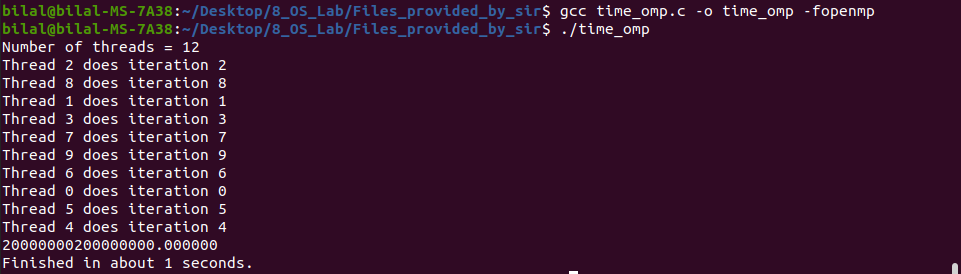 bilal@bilal-MS-7A38:~/Desktop/8_OS_Lab/Files_provided_by_sir$ gcc time_omp.c -o time_omp -fopenmp
bilal@bilal-MS-7A38:~/Desktop/8_OS_Lab/Files_provided_by_sir$ ./time_omp
Number of threads = 12
Thread 2 does iteration 2
Thread 8 does iteration 8
Thread 1 does iteration 1
Thread 3 does iteration 3
Thread 7 does iteration 7
Thread 9 does iteration 9
Thread 6 does iteration 6
Thread 0 does iteration 0
Thread 5 does iteration 5
Thread 4 does iteration 4
20000000200000000.000000
Finished in about 1 seconds.